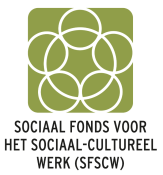 SOCIAAL FONDS VOOR
HET SOCIAAL-CULTUREEL
WERK (SFSCW)